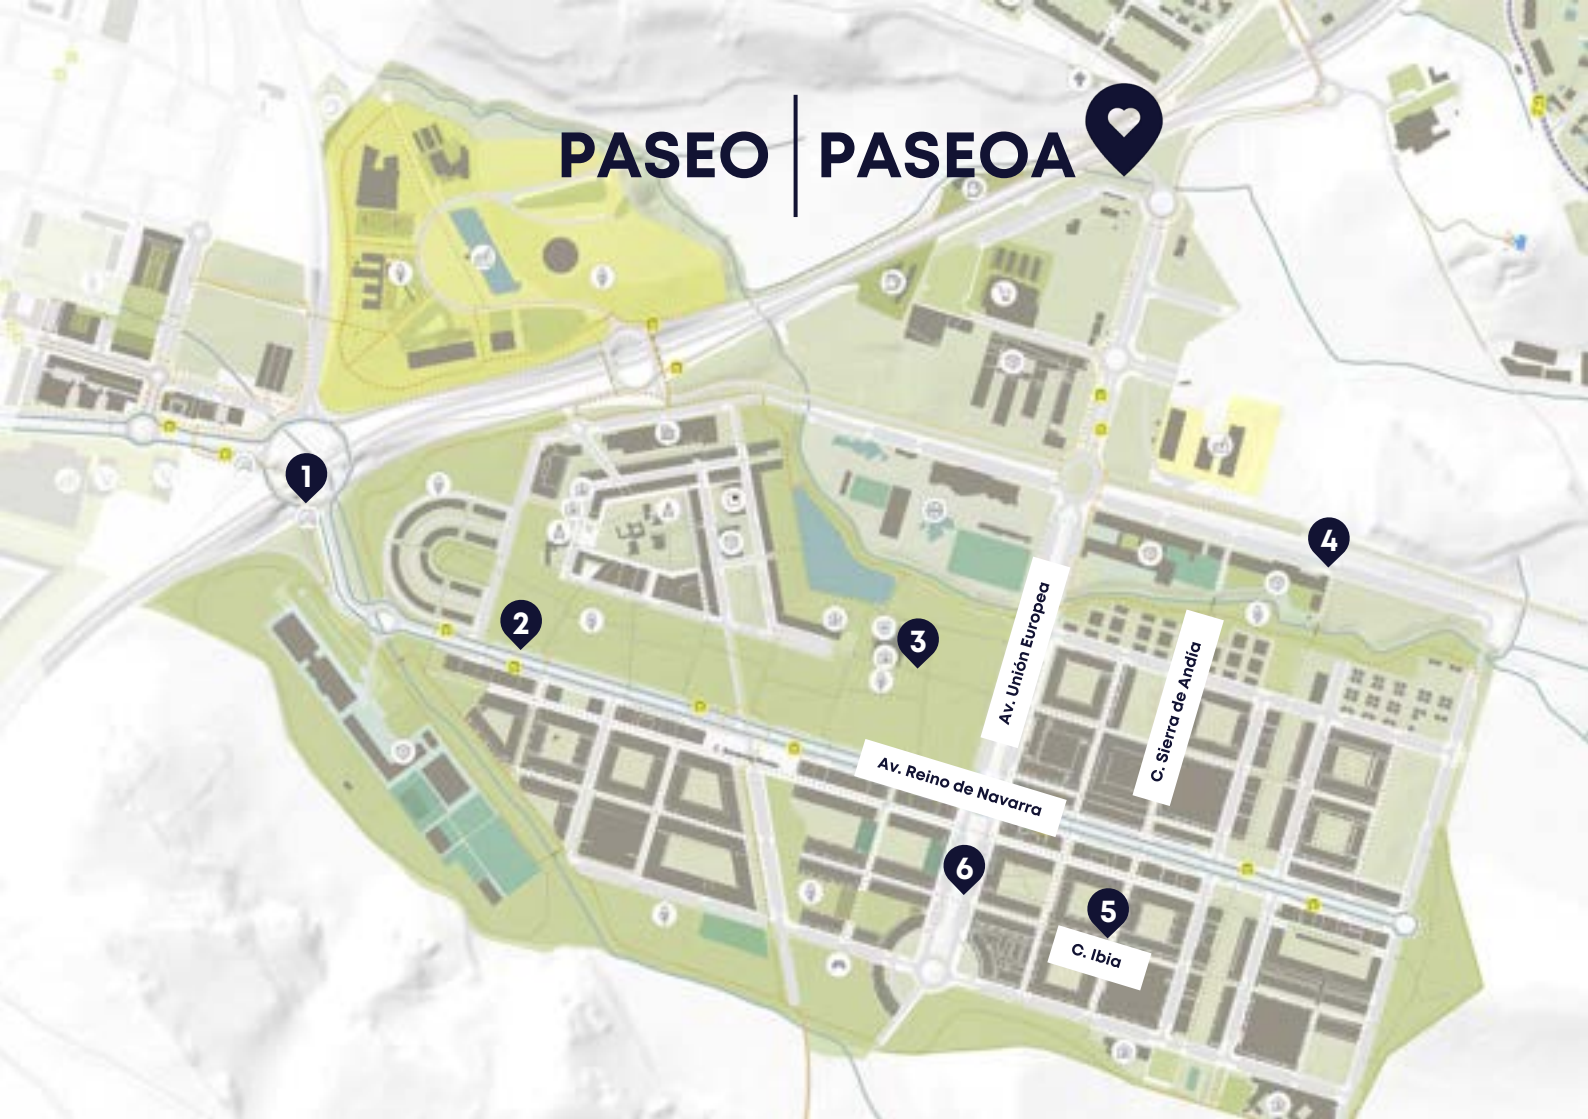 PASEO | PASEOA
1
4
2
3
Av. Unión Europea
C. Sierra de Andía
Av. Reino de Navarra
6
5
C. Ibia